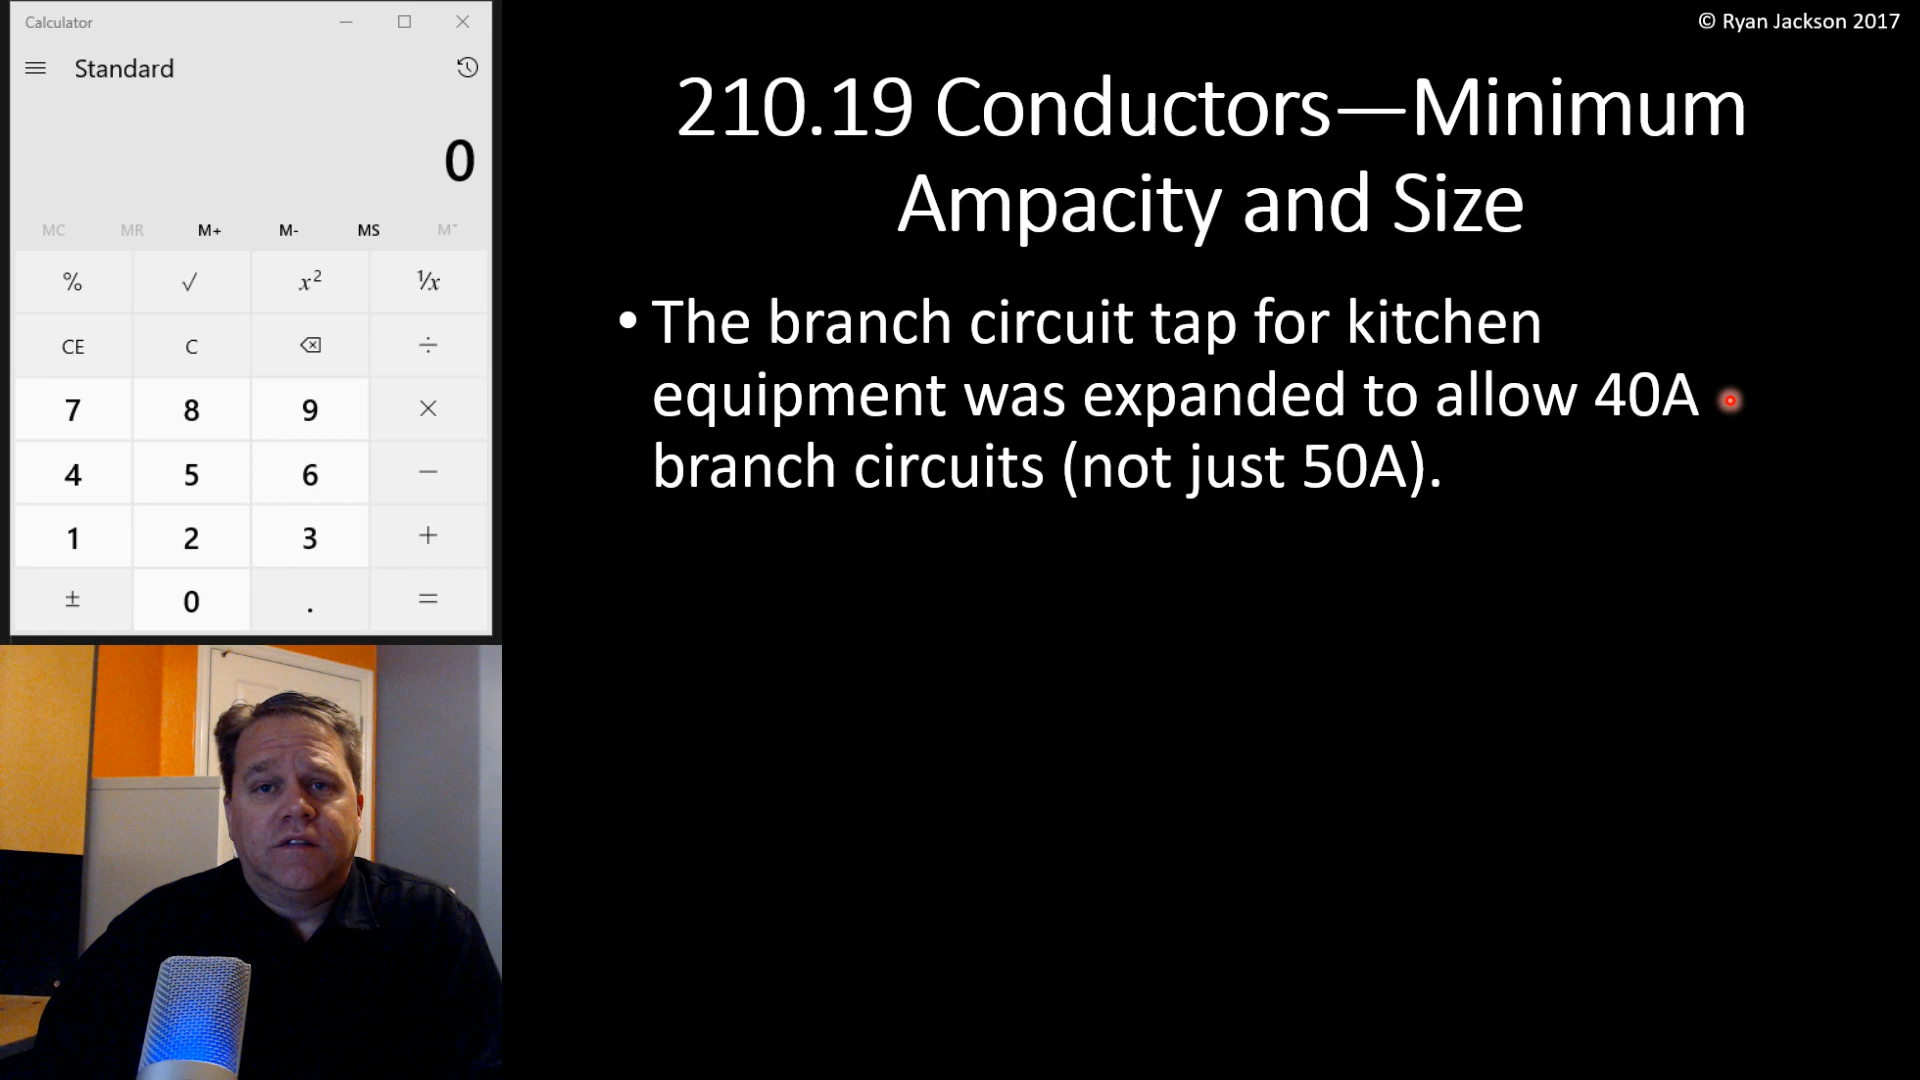 Calculator
Standard
0
MC MR M+ M- MS M˅
% √ x² ¹/x
CE C ÷
7 8 9 ×
4 5 6 −
1 2 3 +
± 0 . =
© Ryan Jackson 2017
210.19 Conductors—Minimum
Ampacity and Size
• The branch circuit tap for kitchen
equipment was expanded to allow 40A
branch circuits (not just 50A).